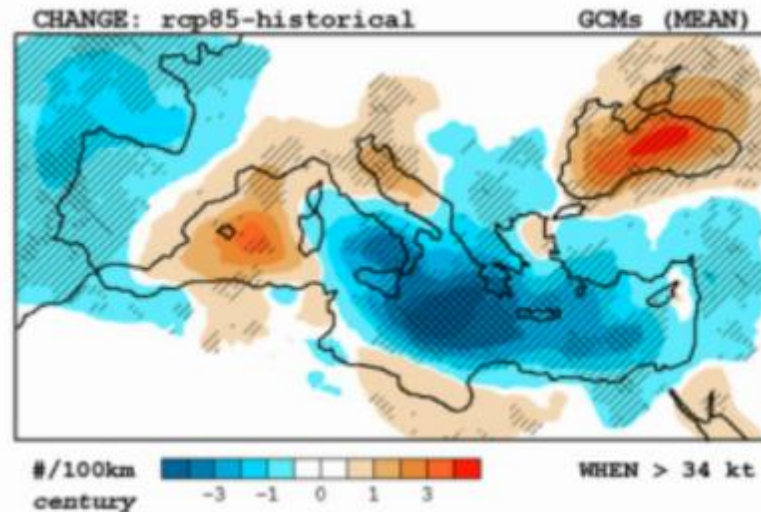 CHANGE: rcp85-historical GCMs (MEAN)
#/100km WHEN > 34 kt
-3 -1 0 1 3
century